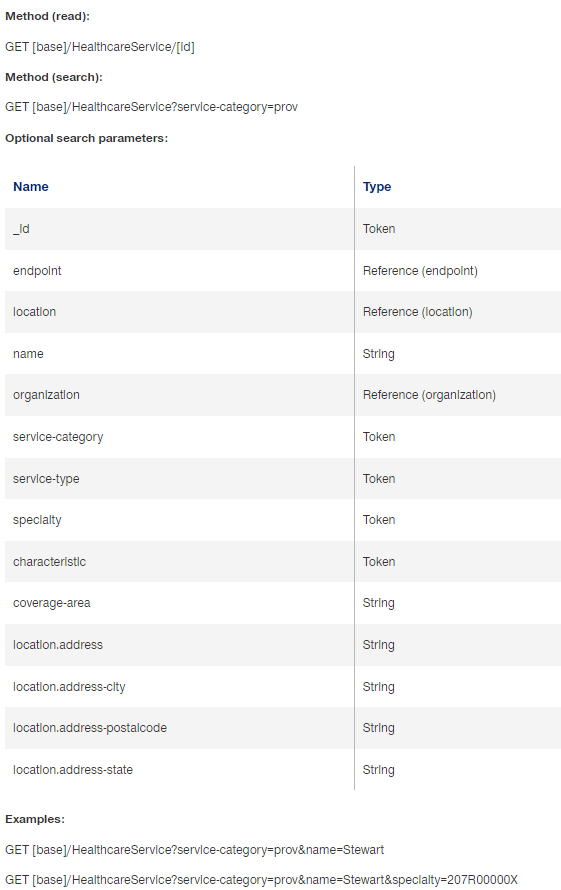 Method (read):
GET [base]/HealthcareService/[id]
Method (search):
GET [base]/HealthcareService?service-category=prov
Optional search parameters:
Name Type
_id Token
endpoint Reference (endpoint)
location Reference (location)
name String
organization Reference (organization)
service-category Token
service-type Token
specialty Token
characteristic Token
coverage-area String
location.address String
location.address-city String
location.address-postalcode String
location.address-state String
Examples:
GET [base]/HealthcareService?service-category=prov&name=Stewart
GET [base]/HealthcareService?service-category=prov&name=Stewart&specialty=207R00000X